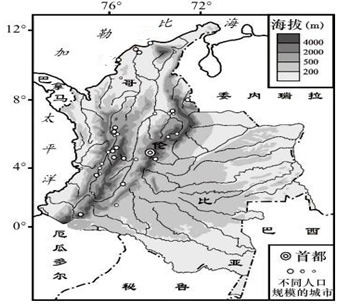 76° 72°
12°
加 勒 比 海
海拔(m)
4000
2000
500
200
巴拿马
哥
8°
委 内 瑞 拉
太平洋
伦
4°
比
0°
巴 西
厄瓜多尔
亚
秘 鲁
首都
不同人口
规模的城市